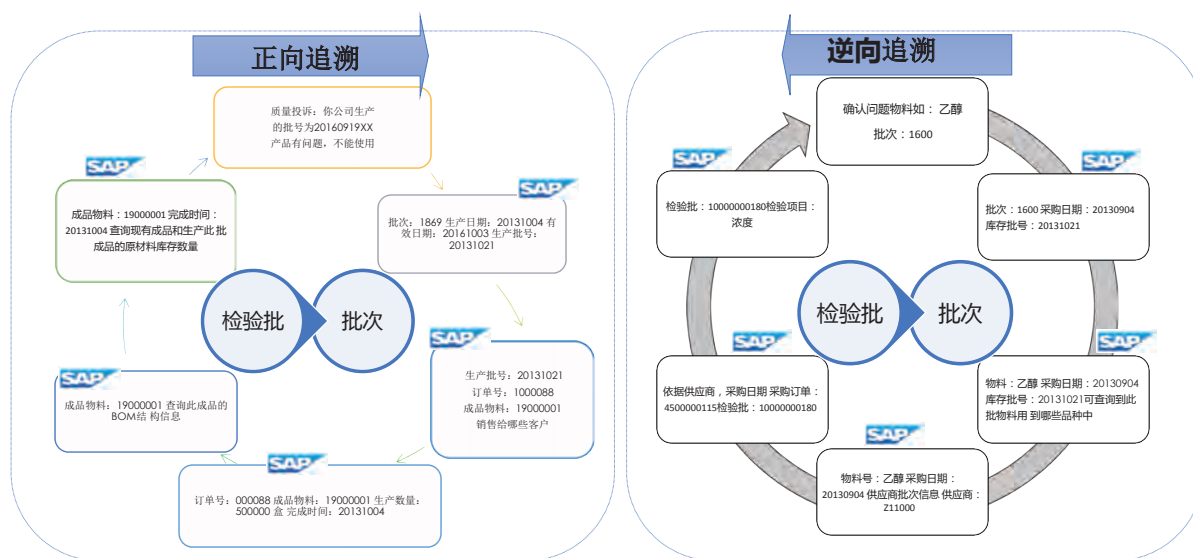 正向追溯
质量投诉：你公司生产
的批号为20160919XX
产品有问题，不能使用
SAP
批次：1869 生产日期：20131004 有
效日期：20161003 生产批号：
20131021
SAP
生产批号：20131021
订单号：1000088
成品物料：19000001
销售给哪些客户
SAP
订单号：000088 成品物料：19000001 生产数量：
500000 盒 完成时间：20131004
SAP
成品物料：19000001 查询此成品的
BOM结 构信息
SAP
成品物料：19000001 完成时间：
20131004 查询现有成品和生产此 批
成品的原材料库存数量
检验批
批次
逆向追溯
确认问题物料如： 乙醇
批次：1600
SAP
批次：1600 采购日期：20130904
库存批号：20131021
SAP
物料：乙醇 采购日期：20130904
库存批号：20131021可查询到此
批物料用 到哪些品种中
SAP
物料号：乙醇 采购日期：
20130904 供应商批次信息 供应商：
Z11000
SAP
依据供应商，采购日期 采购订单：
4500000115检验批：10000000180
SAP
检验批：10000000180检验项目：
浓度
检验批
批次